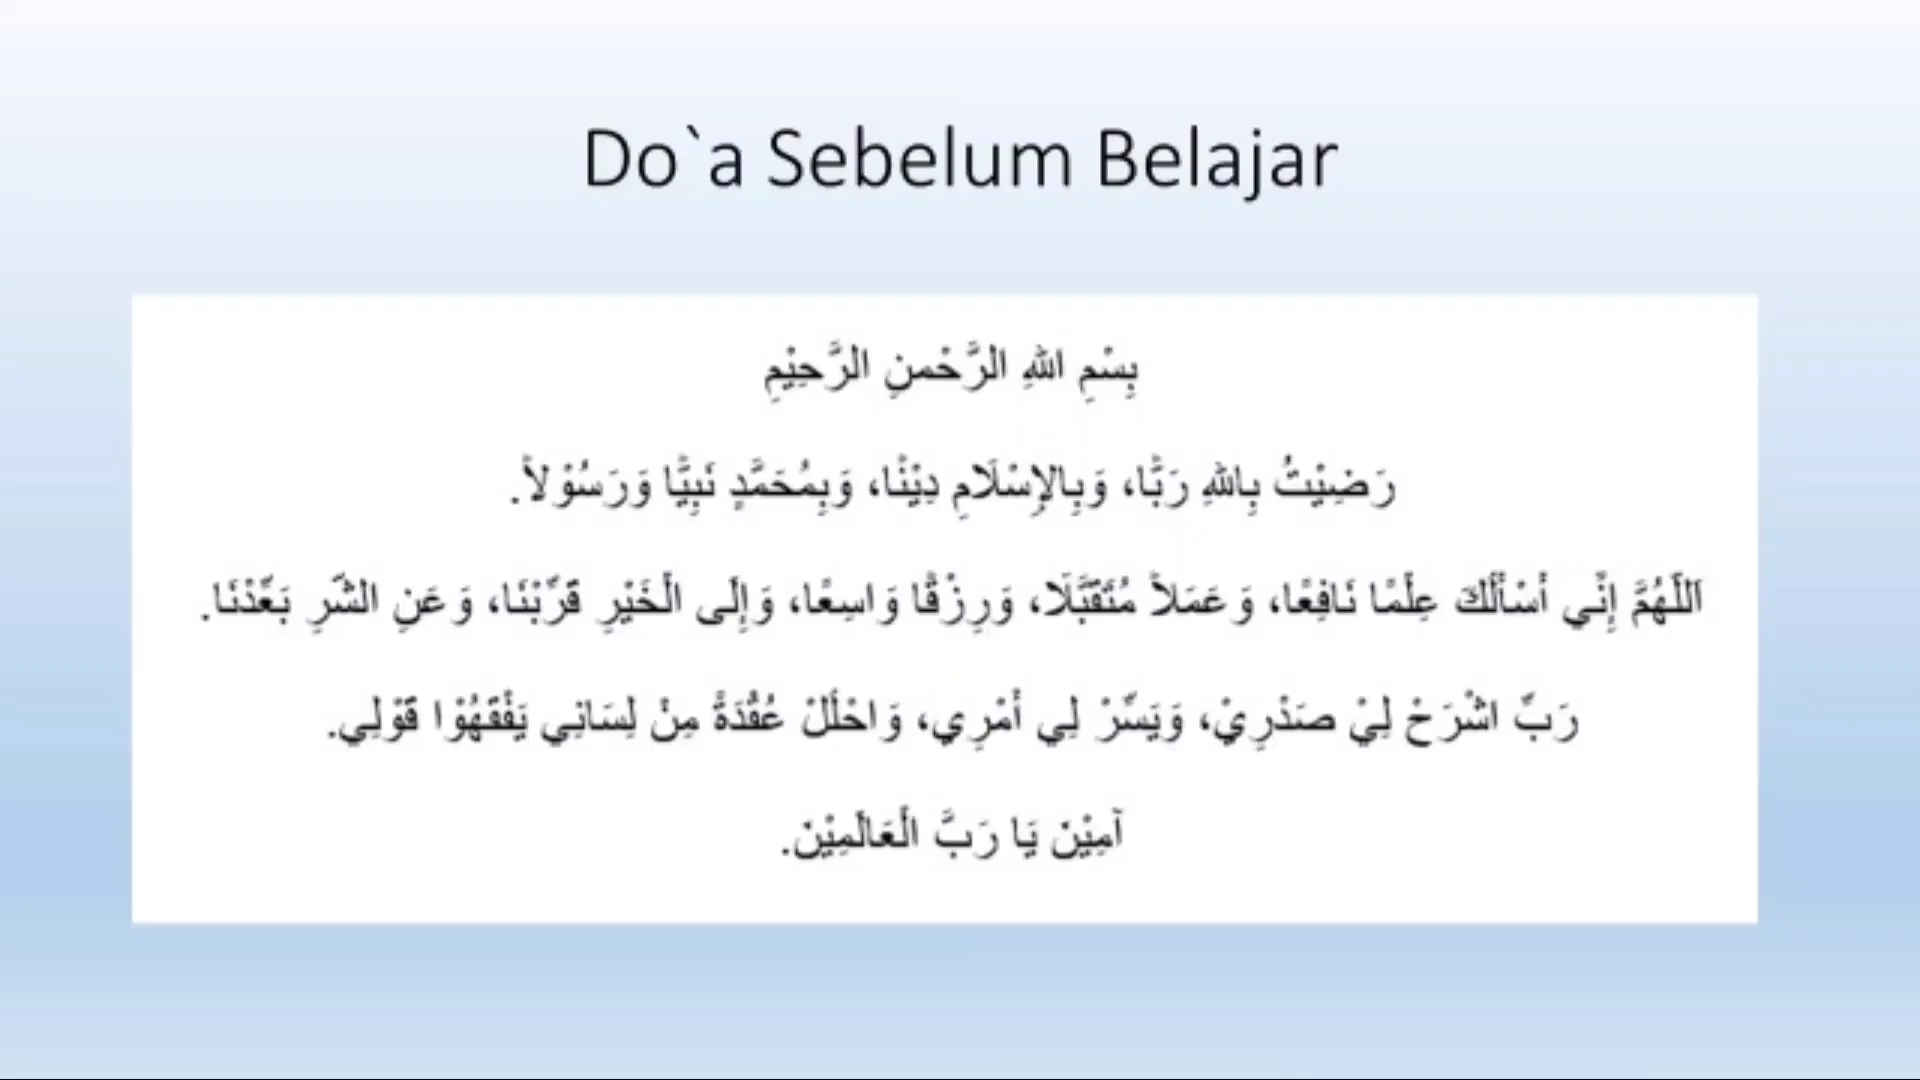 Do`a Sebelum Belajar
بِسْمِ اللهِ الرَّحْمنِ الرَّحِيْمِ
رَضِيْتُ بِاللهِ رَبًّا، وَبِالإِسْلَامِ دِيْنًا، وَبِمُحَمَّدٍ نَبِيًّا وَرَسُوْلاً.
اَللّهُمَّ إِنِّي أَسْأَلُكَ عِلْمًا نَافِعًا، وَعَمَلاً مُتَقَبَّلًا، وَرِزْقًا وَاسِعًا، وَإِلَى الْخَيْرِ قَرِّبْنَا، وَعَنِ الشَّرِ بَعِّدْنَا.
رَبِّ اشْرَحْ لِيْ صَدْرِيْ، وَيَسِّرْ لِي أَمْرِي، وَاحْلُلْ عُقْدَةً مِنْ لِسَانِي يَفْقَهُوْا قَوْلِي.
آمِيْنَ يَا رَبَّ الْعَالَمِيْنَ.